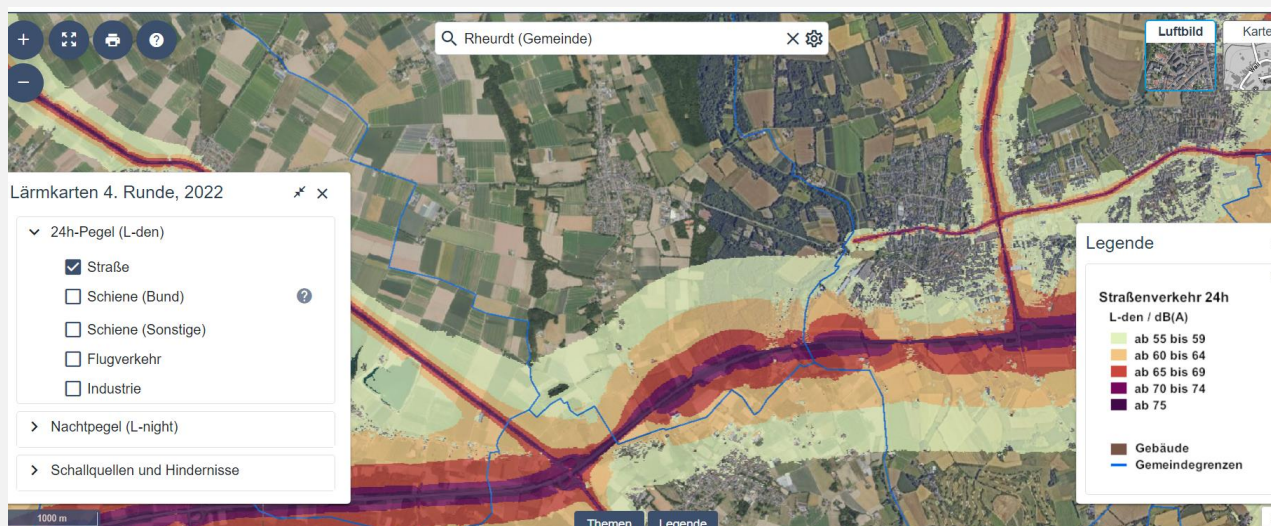 Rheurdt (Gemeinde)
Luftbild
Karte
Lärmkarten 4. Runde, 2022
24h-Pegel (L-den)
Straße
Schiene (Bund)
Schiene (Sonstige)
Flugverkehr
Industrie
Nachtpegel (L-night)
Schallquellen und Hindernisse
Legende
Straßenverkehr 24h
L-den / dB(A)
ab 55 bis 59
ab 60 bis 64
ab 65 bis 69
ab 70 bis 74
ab 75
Gebäude
Gemeindegrenzen
1000 m
Themen
Legende